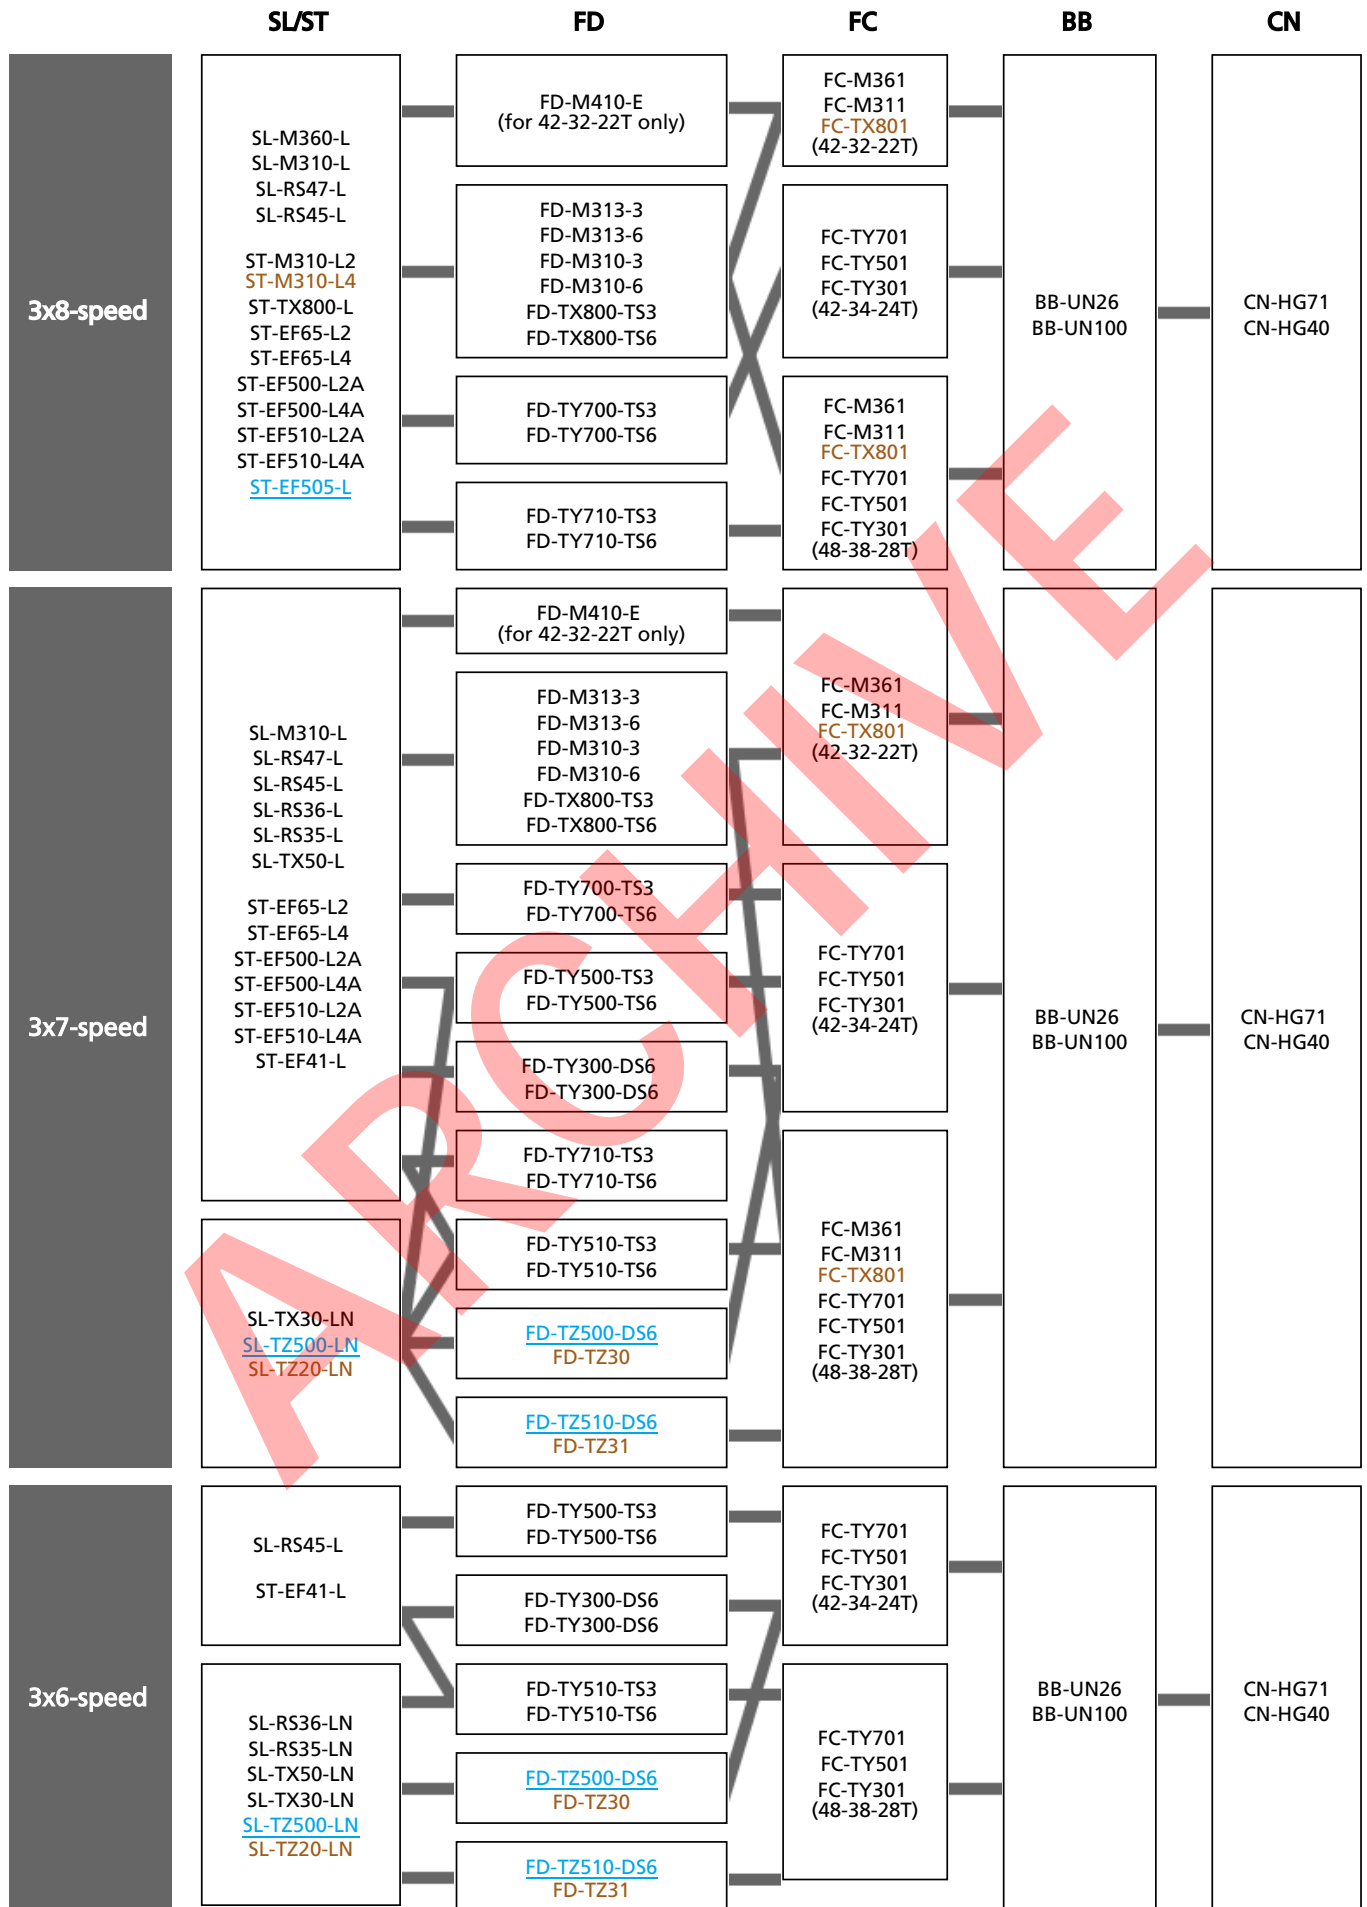 SL/ST
FD
FC
BB
CN
3x8-speed
SL-M360-L
SL-M310-L
SL-RS47-L
SL-RS45-L
ST-M310-L2
ST-M310-L4
ST-TX800-L
ST-EF65-L2
ST-EF65-L4
ST-EF500-L2A
ST-EF500-L4A
ST-EF510-L2A
ST-EF510-L4A
ST-EF505-L
FD-M410-E
(for 42-32-22T only)
FD-M313-3
FD-M313-6
FD-M310-3
FD-M310-6
FD-TX800-TS3
FD-TX800-TS6
FD-TY700-TS3
FD-TY700-TS6
FD-TY710-TS3
FD-TY710-TS6
FC-M361
FC-M311
FC-TX801
(42-32-22T)
FC-TY701
FC-TY501
FC-TY301
(42-34-24T)
FC-M361
FC-M311
FC-TX801
FC-TY701
FC-TY501
FC-TY301
(48-38-28T)
BB-UN26
BB-UN100
CN-HG71
CN-HG40
3x7-speed
SL-M310-L
SL-RS47-L
SL-RS45-L
SL-RS36-L
SL-RS35-L
SL-TX50-L
ST-EF65-L2
ST-EF65-L4
ST-EF500-L2A
ST-EF500-L4A
ST-EF510-L2A
ST-EF510-L4A
ST-EF41-L
SL-TX30-LN
SL-TZ500-LN
SL-TZ20-LN
FD-M410-E
(for 42-32-22T only)
FD-M313-3
FD-M313-6
FD-M310-3
FD-M310-6
FD-TX800-TS3
FD-TX800-TS6
FD-TY700-TS3
FD-TY700-TS6
FD-TY500-TS3
FD-TY500-TS6
FD-TY300-DS6
FD-TY300-DS6
FD-TY710-TS3
FD-TY710-TS6
FD-TY510-TS3
FD-TY510-TS6
FD-TZ500-DS6
FD-TZ30
FD-TZ510-DS6
FD-TZ31
FC-M361
FC-M311
FC-TX801
(42-32-22T)
FC-TY701
FC-TY501
FC-TY301
(42-34-24T)
FC-M361
FC-M311
FC-TX801
FC-TY701
FC-TY501
FC-TY301
(48-38-28T)
BB-UN26
BB-UN100
CN-HG71
CN-HG40
3x6-speed
SL-RS45-L
ST-EF41-L
SL-RS36-LN
SL-RS35-LN
SL-TX50-LN
SL-TX30-LN
SL-TZ500-LN
SL-TZ20-LN
FD-TY500-TS3
FD-TY500-TS6
FD-TY300-DS6
FD-TY300-DS6
FD-TY510-TS3
FD-TY510-TS6
FD-TZ500-DS6
FD-TZ30
FD-TZ510-DS6
FD-TZ31
FC-TY701
FC-TY501
FC-TY301
(42-34-24T)
FC-TY701
FC-TY501
FC-TY301
(48-38-28T)
BB-UN26
BB-UN100
CN-HG71
CN-HG40
ARCHIVE